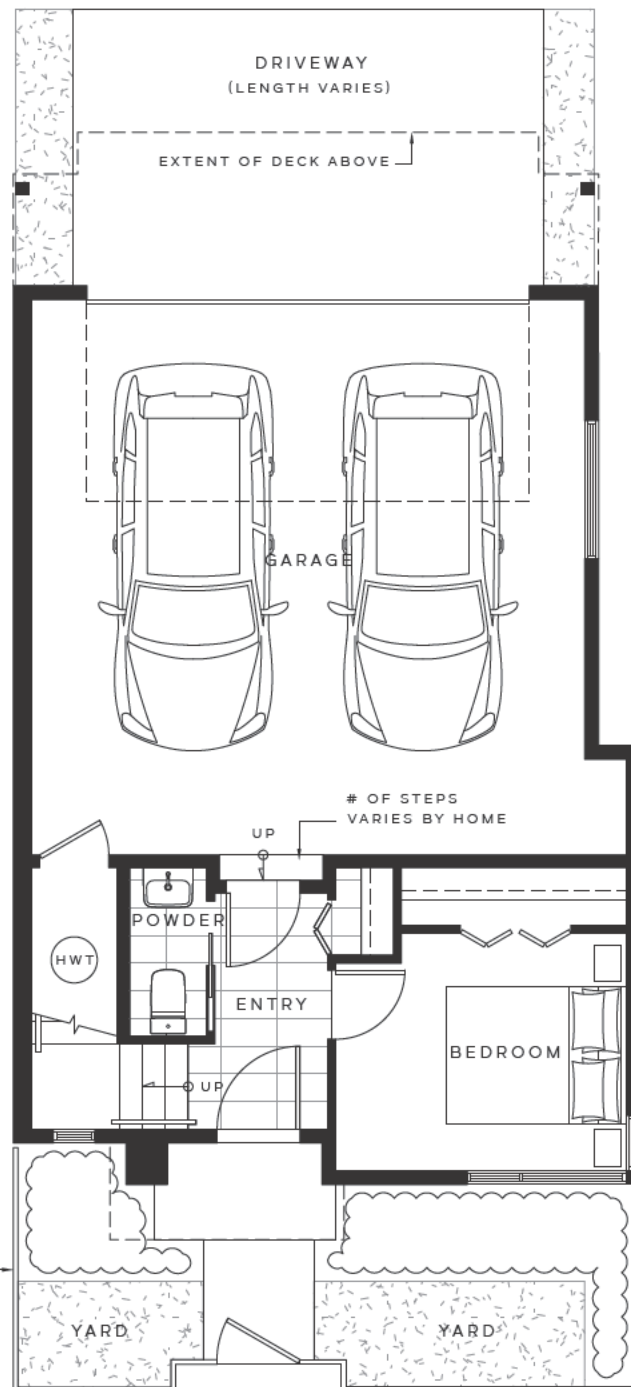 DRIVEWAY
(LENGTH VARIES)
EXTENT OF DECK ABOVE
GARAGE
# OF STEPS
VARIES BY HOME
UP
POWDER
HWT
ENTRY
BEDROOM
UP
YARD
YARD